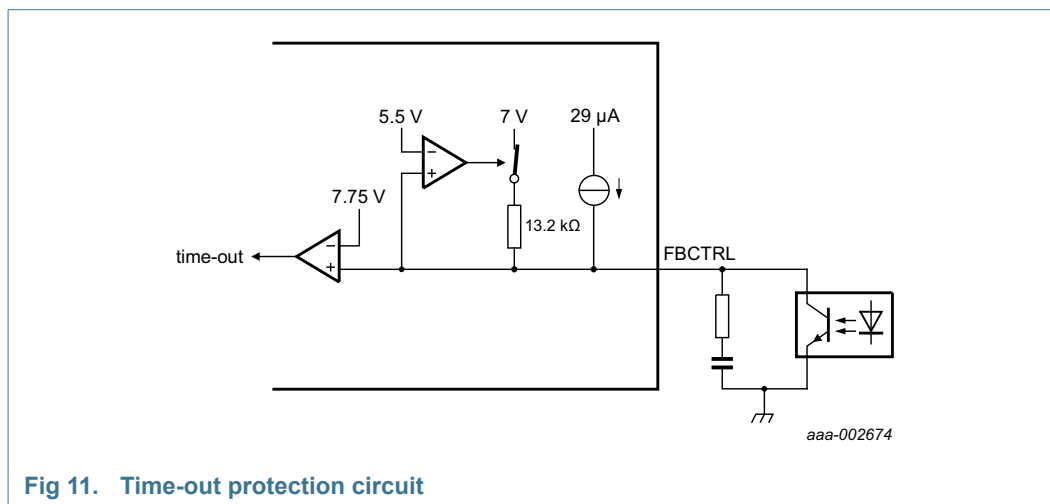 5.5 V
7 V
29 µA
−
+
7.75 V
−
+
13.2 kΩ
time-out
FBCTRL
aaa-002674
Fig 11. Time-out protection circuit